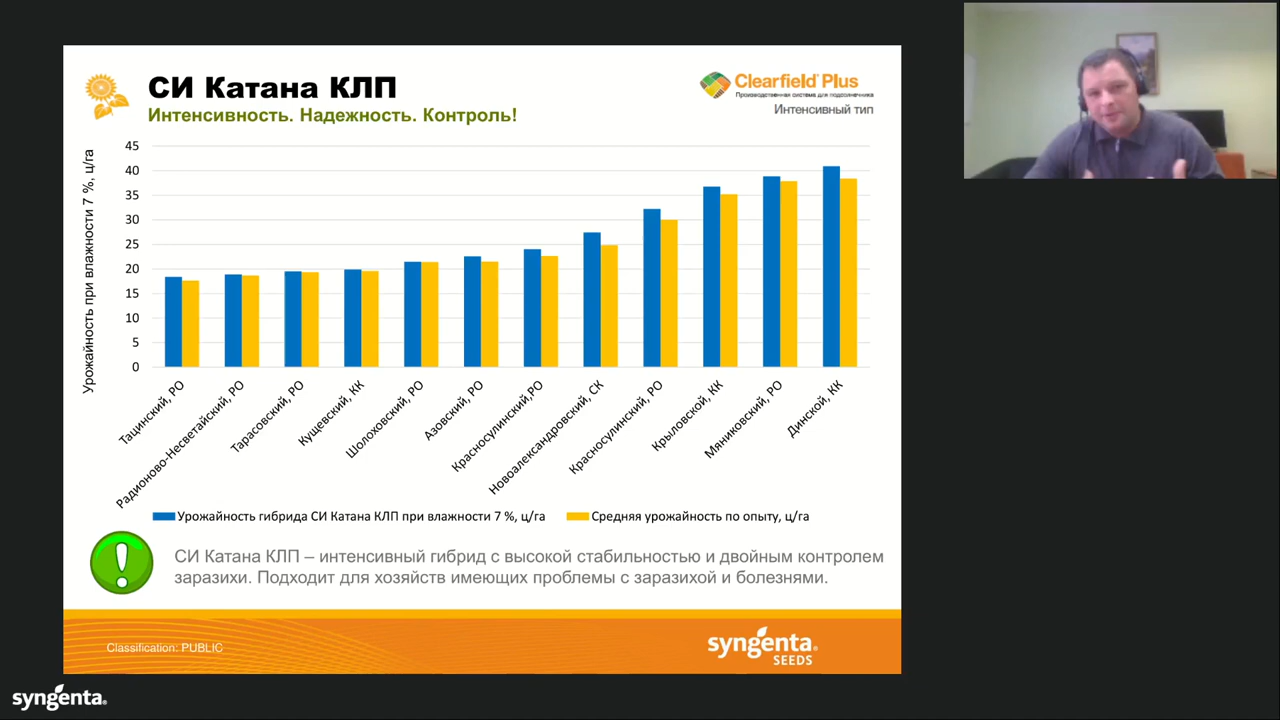 СИ Катана КЛП
Интенсивность. Надежность. Контроль!
Clearfield® Plus
Производственная система для подсолнечника
Интенсивный тип
Урожайность при влажности 7 %, ц/га
45
40
35
30
25
20
15
10
5
0
Тацинский, РО
Радионово-Несветайский, РО
Тарасовский, РО
Кущевский, КК
Шолоховский, РО
Азовский, РО
Красносулинский,РО
Новоалександровский, СК
Красносулинский, РО
Крыловской, КК
Мяниковский, РО
Динской, КК
Урожайность гибрида СИ Катана КЛП при влажности 7 %, ц/га
Средняя урожайность по опыту, ц/га
СИ Катана КЛП – интенсивный гибрид с высокой стабильностью и двойным контролем
заразихи. Подходит для хозяйств имеющих проблемы с заразихой и болезнями.
Classification: PUBLIC
syngenta®
SEEDS
syngenta®